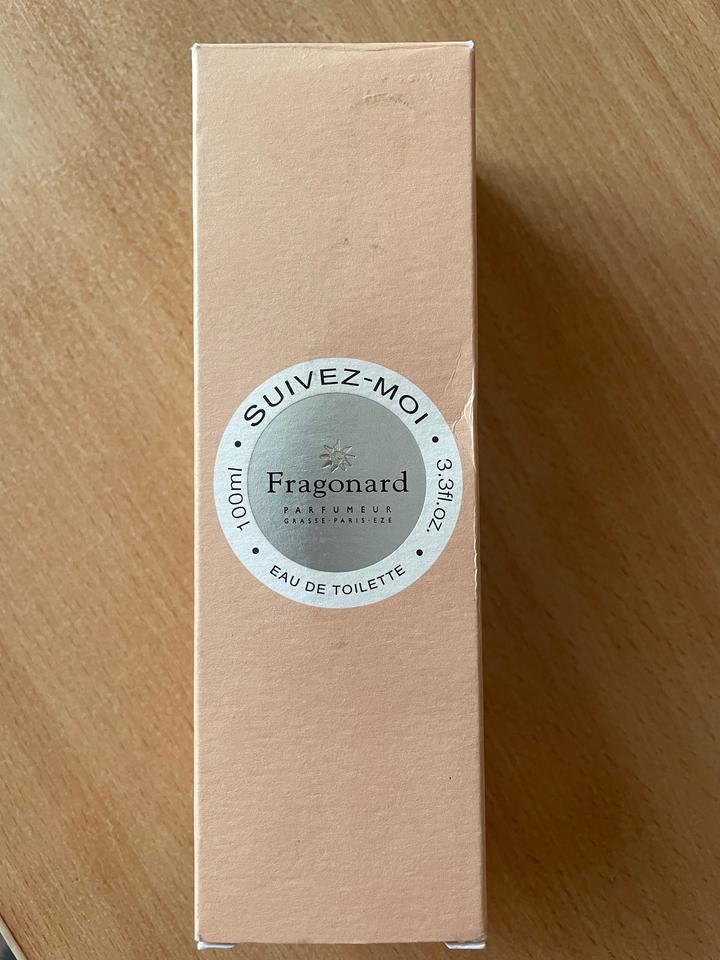 SUIVEZ-MOI
3.3fl.oz.
EAU DE TOILETTE
100ml
Fragonard
PARFUMEUR
GRASSE·PARIS·EZE